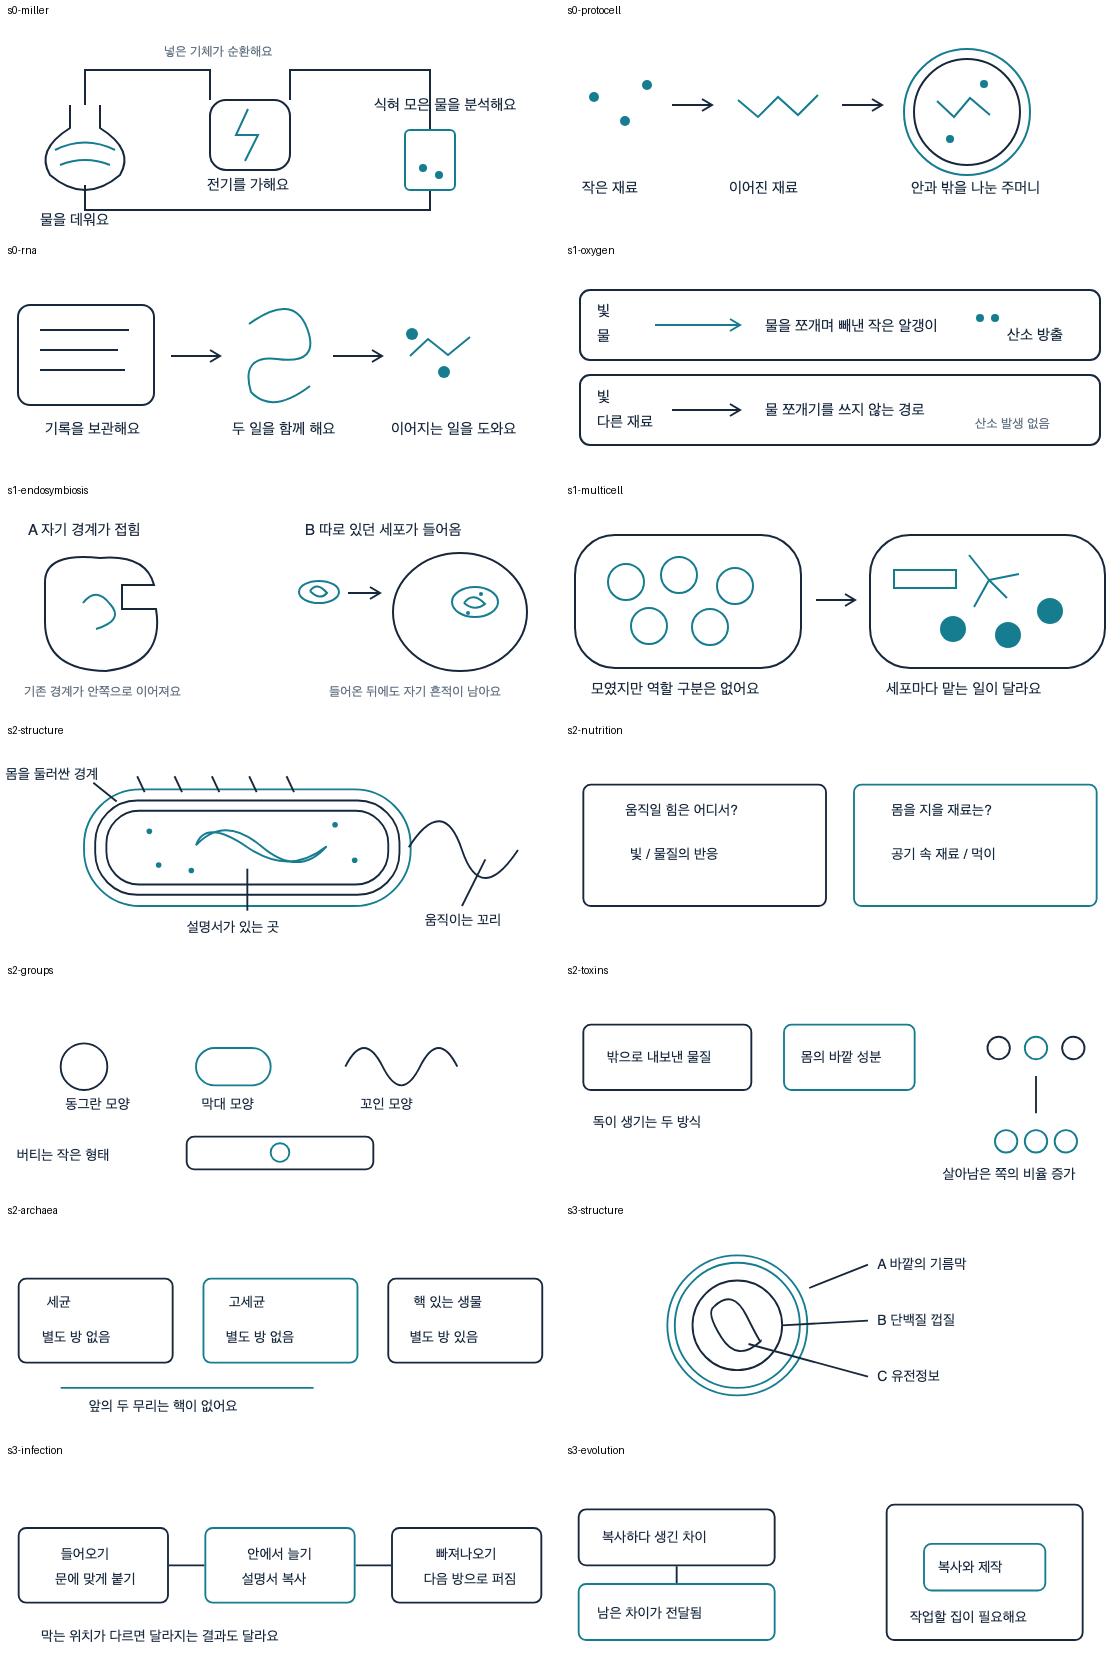 s0-miller
넣은 기체가 순환해요
식혀 모은 물을 분석해요
전기를 가해요
물을 데워요
s0-protocell
작은 재료
이어진 재료
안과 밖을 나눈 주머니
s0-rna
기록을 보관해요
두 일을 함께 해요
이어지는 일을 도와요
s1-oxygen
빛
물
물을 쪼개며 빼낸 작은 알갱이
산소 방출
빛
다른 재료
물 쪼개기를 쓰지 않는 경로
산소 발생 없음
s1-endosymbiosis
A 자기 경계가 접힘
B 따로 있던 세포가 들어옴
기존 경계가 안쪽으로 이어져요
들어온 뒤에도 자기 흔적이 남아요
s1-multicell
모였지만 역할 구분은 없어요
세포마다 맡는 일이 달라요
s2-structure
몸을 둘러싼 경계
설명서가 있는 곳
움직이는 꼬리
s2-nutrition
움직일 힘은 어디서?
빛 / 물질의 반응
몸을 지을 재료는?
공기 속 재료 / 먹이
s2-groups
동그란 모양
막대 모양
꼬인 모양
버티는 작은 형태
s2-toxins
밖으로 내보낸 물질
몸의 바깥 성분
독이 생기는 두 방식
살아남은 쪽의 비율 증가
s2-archaea
세균
별도 방 없음
고세균
별도 방 없음
핵 있는 생물
별도 방 있음
앞의 두 무리는 핵이 없어요
s3-structure
A 바깥의 기름막
B 단백질 껍질
C 유전정보
s3-infection
들어오기
문에 맞게 붙기
안에서 늘기
설명서 복사
빠져나오기
다음 방으로 퍼짐
막는 위치가 다르면 달라지는 결과도 달라요
s3-evolution
복사하다 생긴 차이
남은 차이가 전달됨
복사와 제작
작업할 집이 필요해요